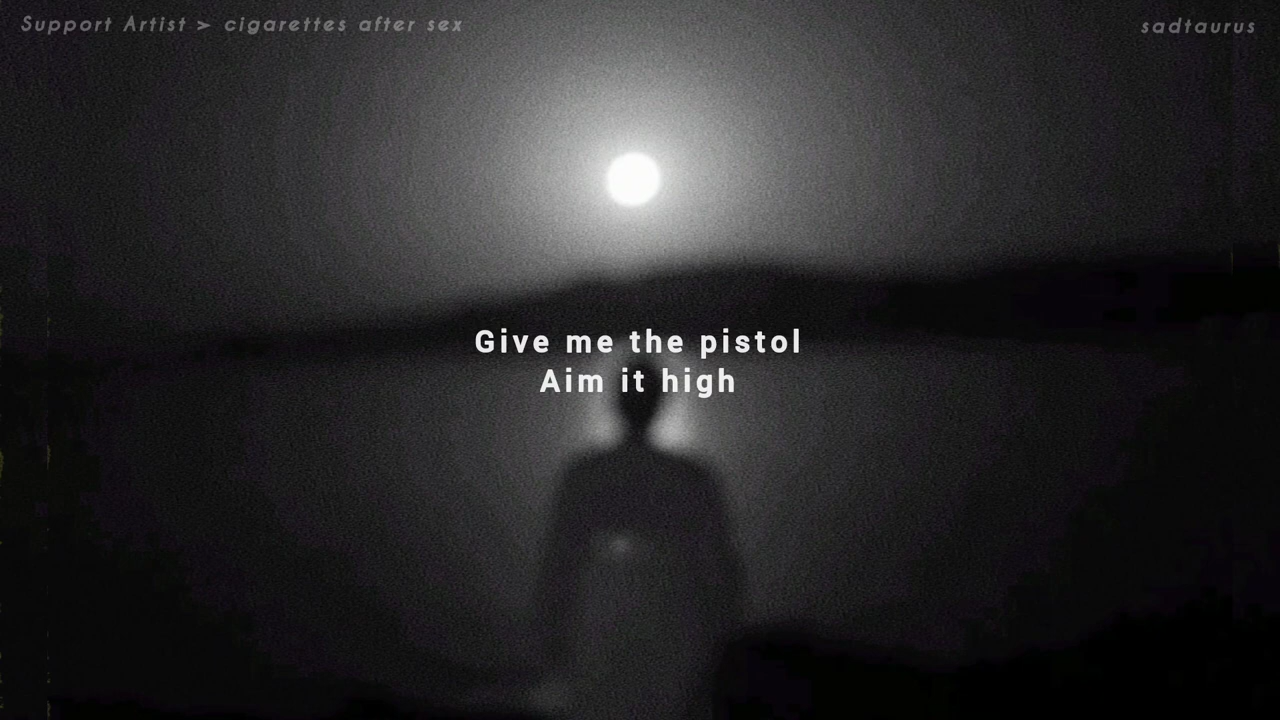 Support Artist > cigarettes after sex
sadtaurus
Give me the pistol
Aim it high